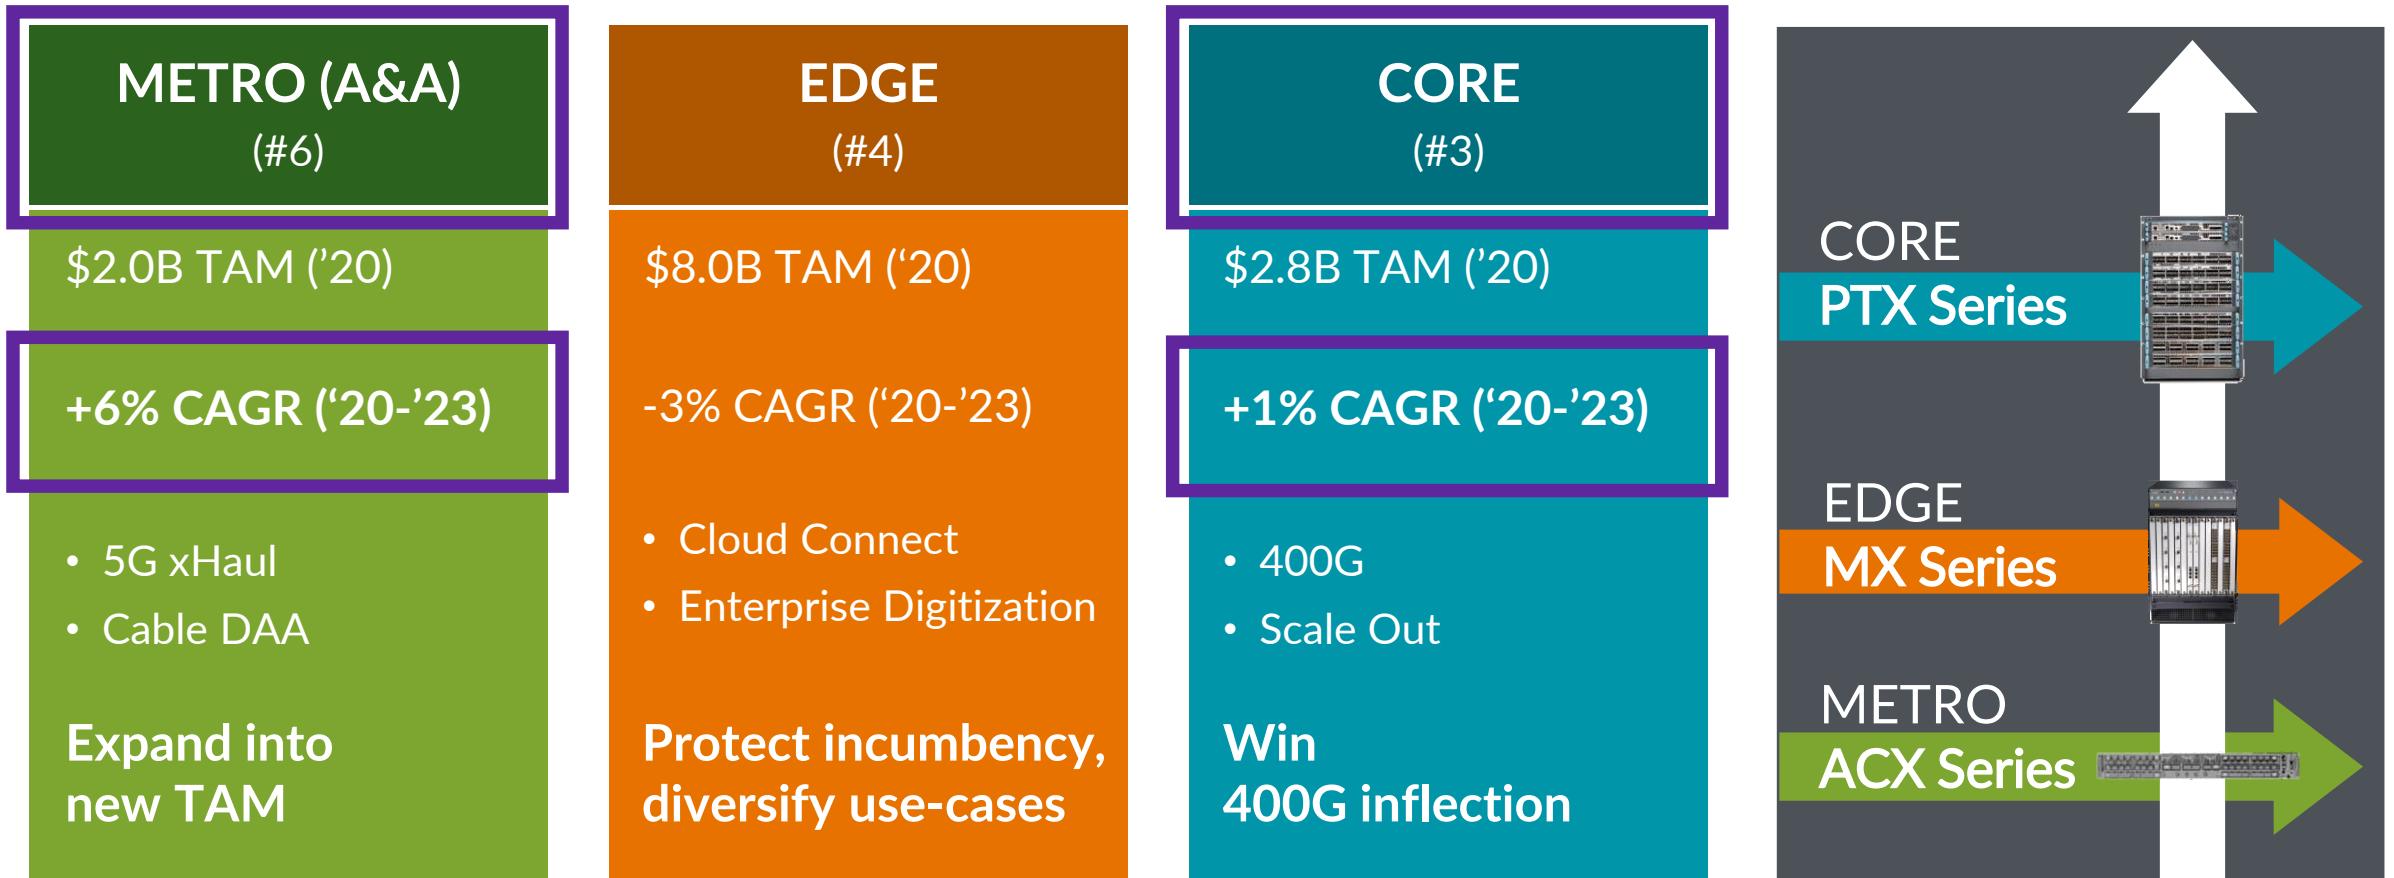 METRO (A&A)
(#6)
$2.0B TAM (’20)
+6% CAGR (‘20-’23)
• 5G xHaul
• Cable DAA
Expand into
new TAM
EDGE
(#4)
$8.0B TAM (‘20)
-3% CAGR (‘20-’23)
• Cloud Connect
• Enterprise Digitization
Protect incumbency,
diversify use-cases
CORE
(#3)
$2.8B TAM (’20)
+1% CAGR (‘20-’23)
• 400G
• Scale Out
Win
400G inflection
CORE
PTX Series
EDGE
MX Series
METRO
ACX Series